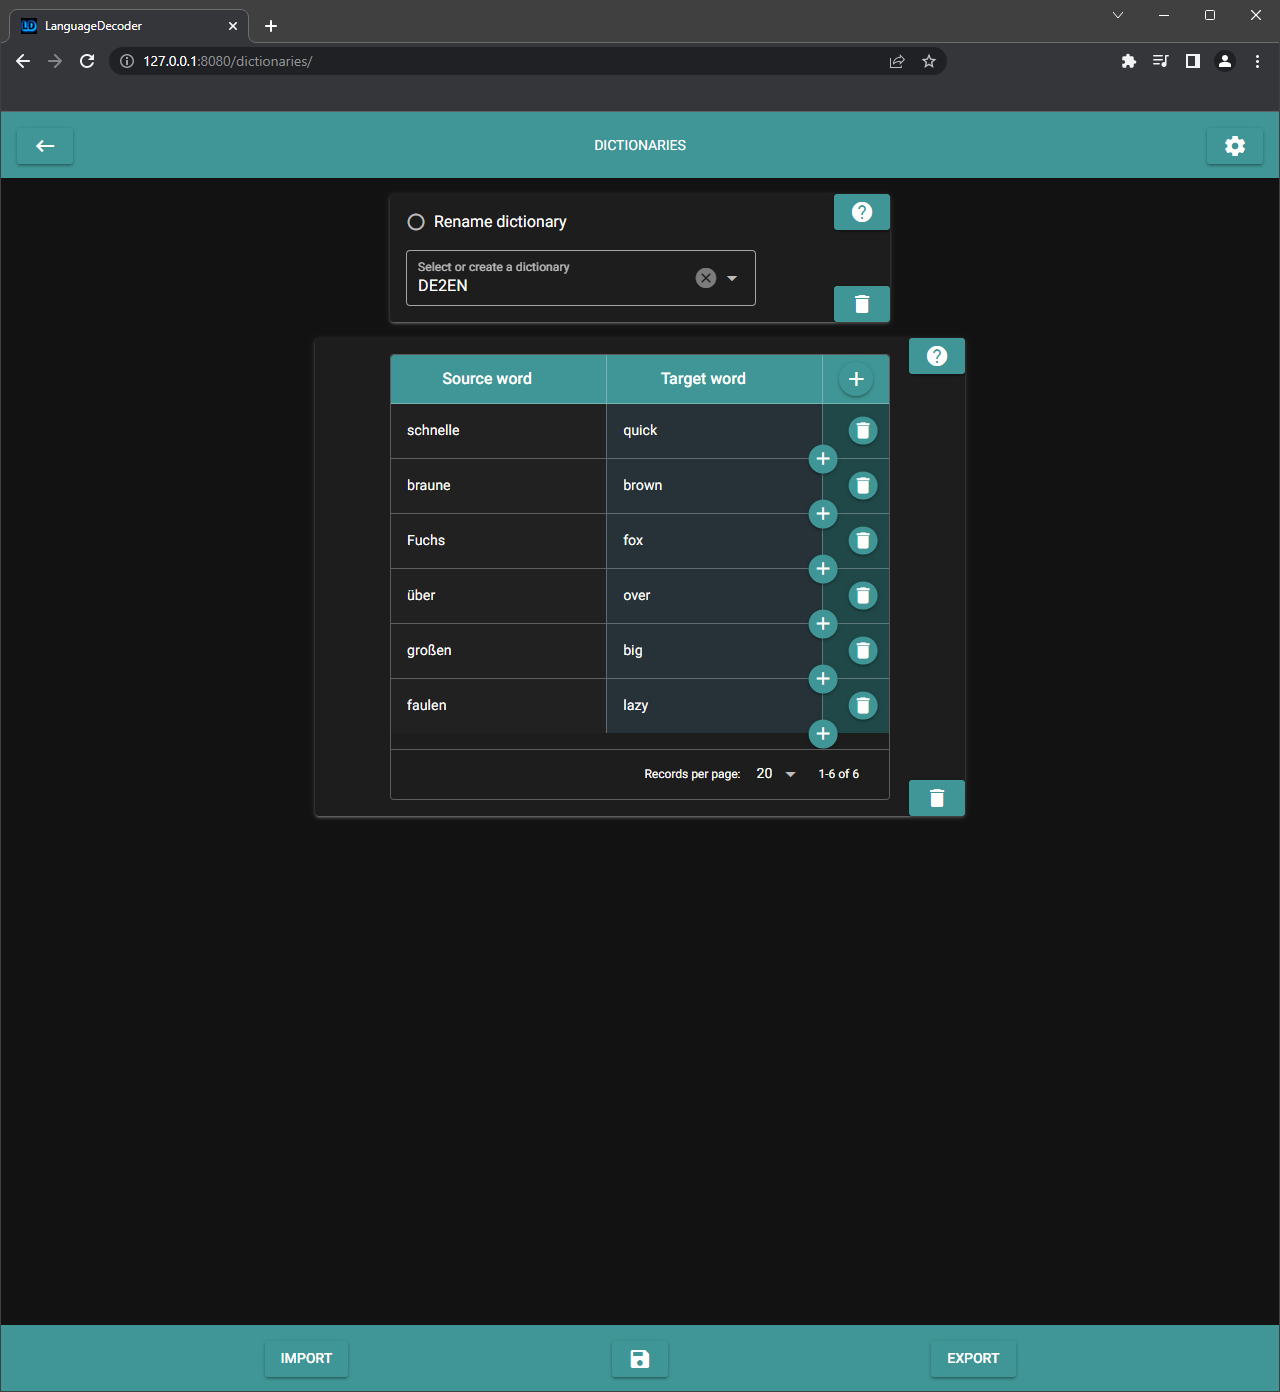 LanguageDecoder
127.0.0.1:8080/dictionaries/
DICTIONARIES
Rename dictionary
Select or create a dictionary
DE2EN
Source word Target word
schnelle quick
braune brown
Fuchs fox
über over
großen big
faulen lazy
Records per page: 20 1-6 of 6
IMPORT EXPORT